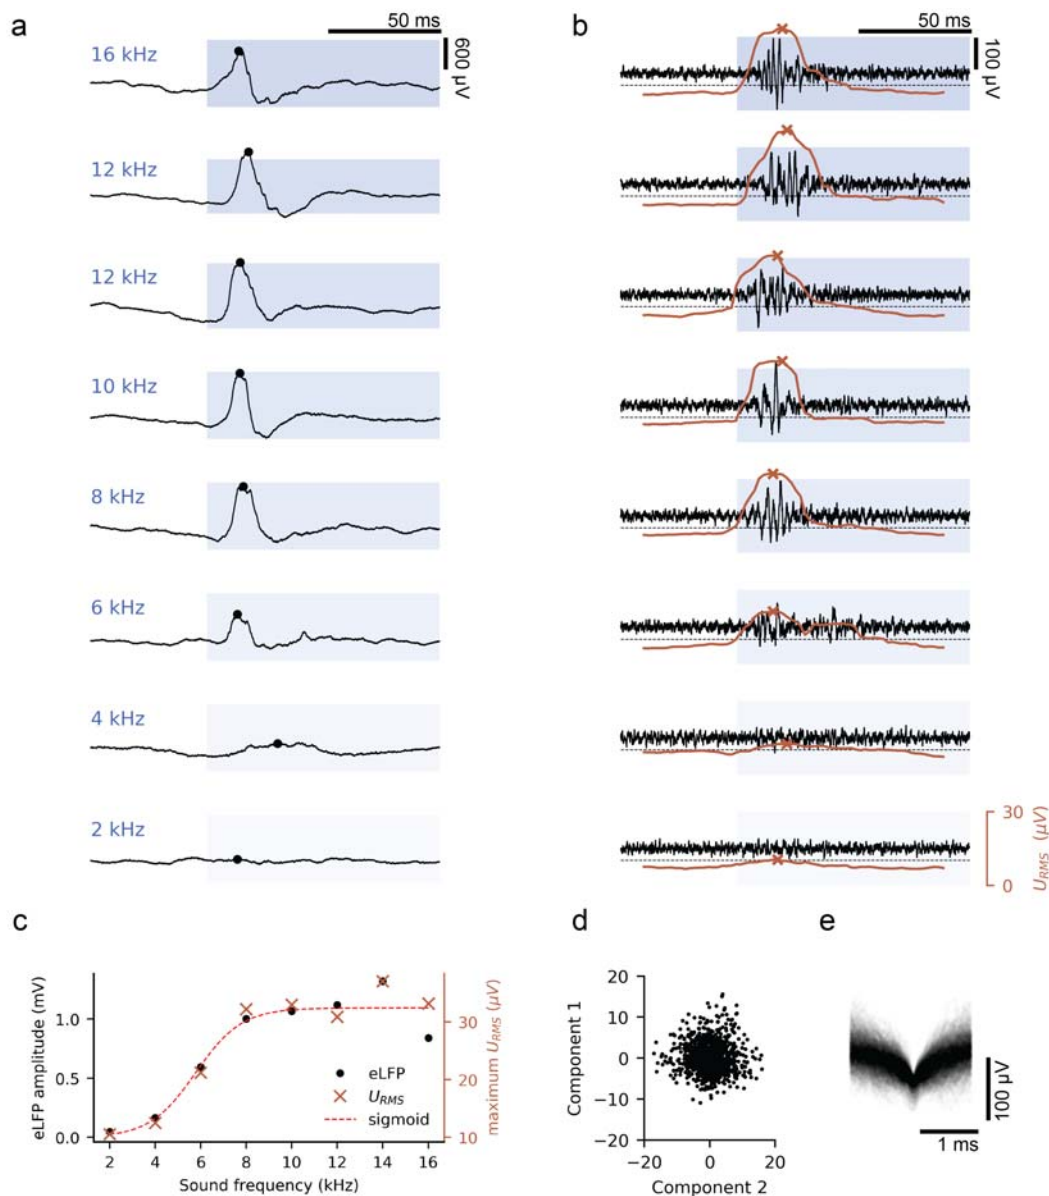 a
50 ms
600 µV
16 kHz
12 kHz
12 kHz
10 kHz
8 kHz
6 kHz
4 kHz
2 kHz
b
50 ms
100 µV
30
0
U_RMS (µV)
c
eLFP amplitude (mV)
1.0
0.5
0.0
2 4 6 8 10 12 14 16
Sound frequency (kHz)
eLFP
U_RMS
sigmoid
30
20
10
maximum U_RMS (µV)
d
Component 1
20
10
0
−10
−20
−20 0 20
Component 2
e
100 µV
1 ms